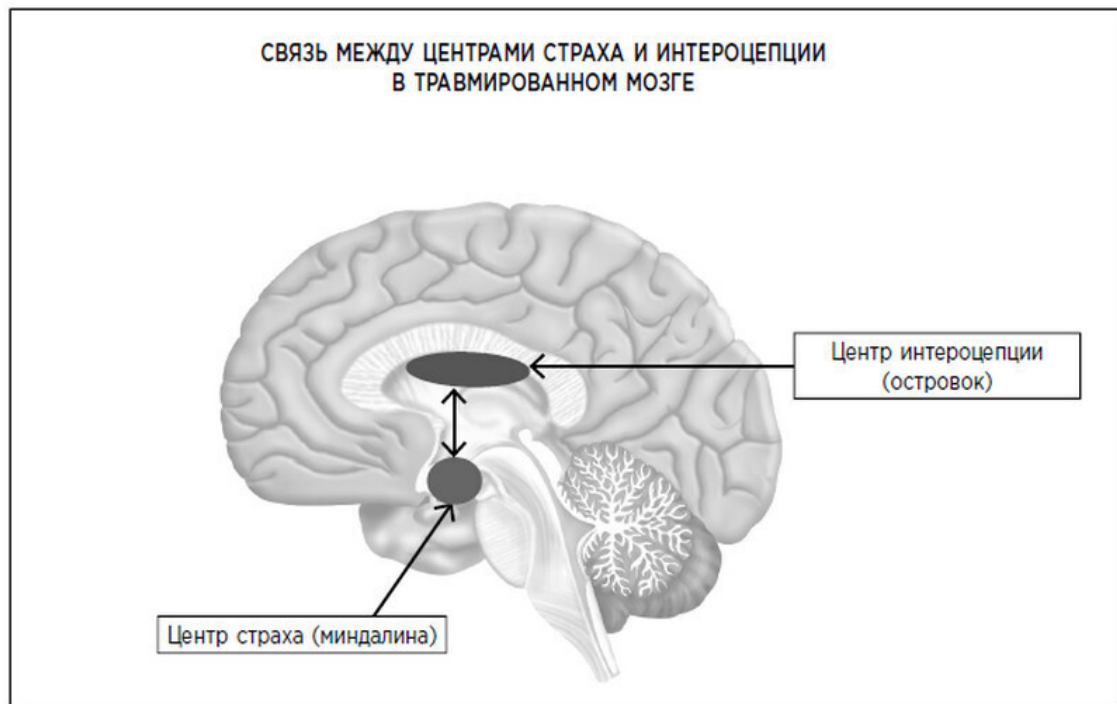 СВЯЗЬ МЕЖДУ ЦЕНТРАМИ СТРАХА И ИНТЕРОЦЕПЦИИ
В ТРАВМИРОВАННОМ МОЗГЕ
Центр интероцепции
(островок)
Центр страха (миндалина)